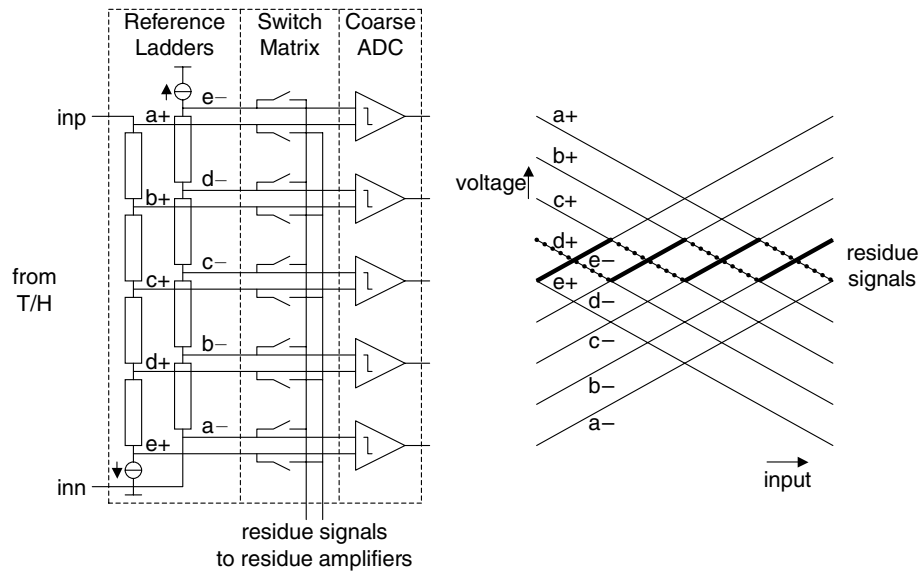 Reference
Ladders
Switch
Matrix
Coarse
ADC
e−
inp
a+
d−
b+
c−
from
T/H
c+
b−
d+
a−
e+
inn
residue signals
to residue amplifiers
a+
b+
voltage
c+
d+
e−
e+
residue
signals
d−
c−
b−
a−
input